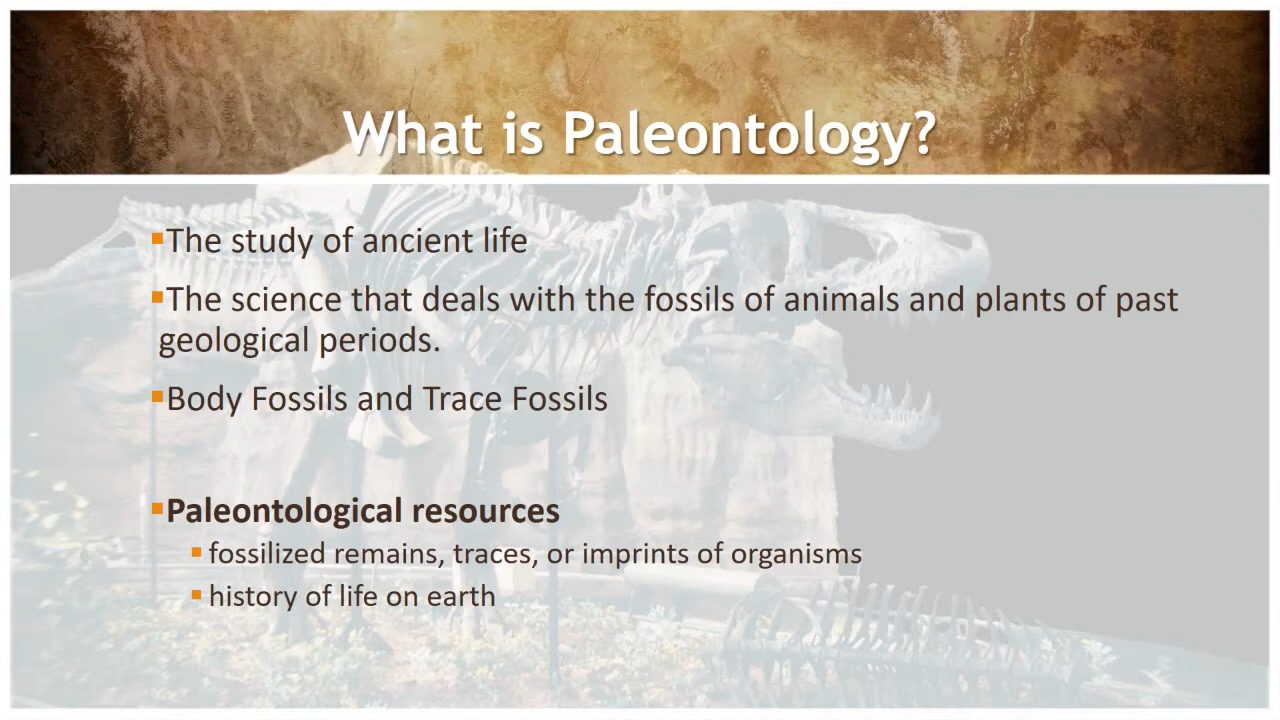 What is Paleontology?
▪The study of ancient life
▪The science that deals with the fossils of animals and plants of past
geological periods.
▪Body Fossils and Trace Fossils
▪Paleontological resources
▪fossilized remains, traces, or imprints of organisms
▪history of life on earth